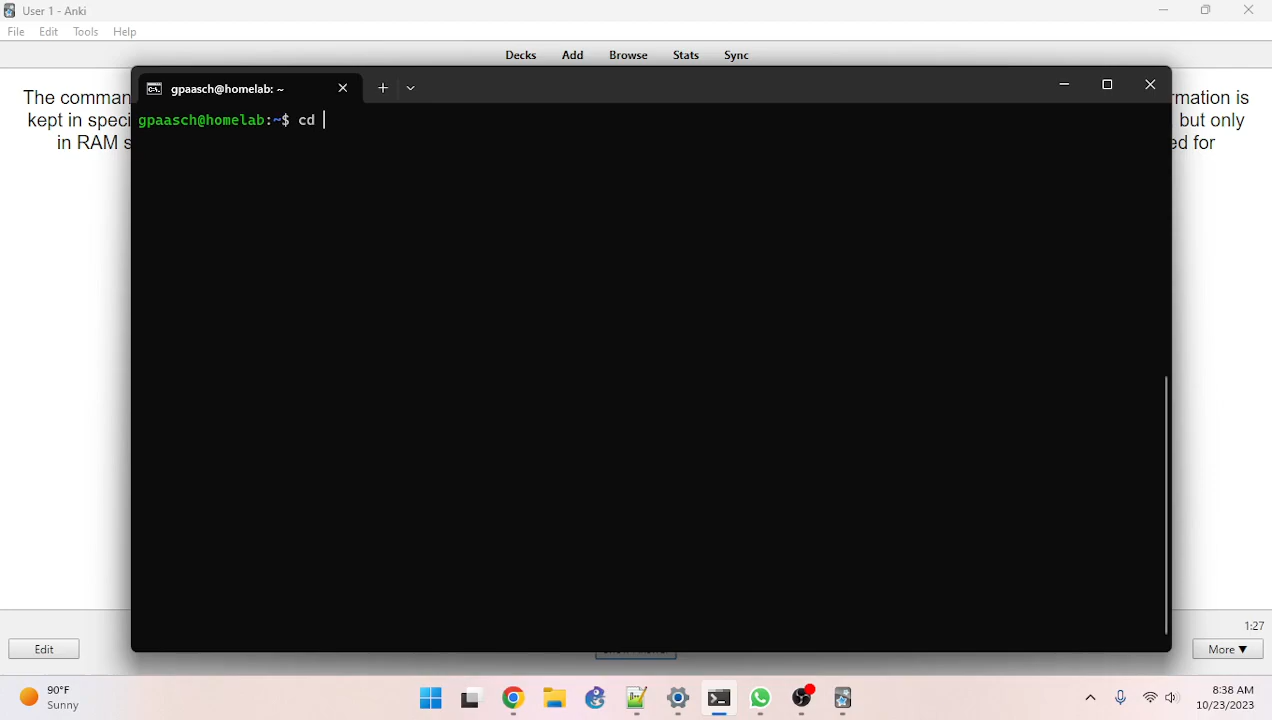 User 1 - Anki
File Edit Tools Help
Decks Add Browse Stats Sync
gpaasch@homelab: ~
The comman
kept in speci
in RAM s
gpaasch@homelab:~$ cd
rmation is
but only
ed for
1:27
Edit
More ▼
90°F
Sunny
8:38 AM
10/23/2023